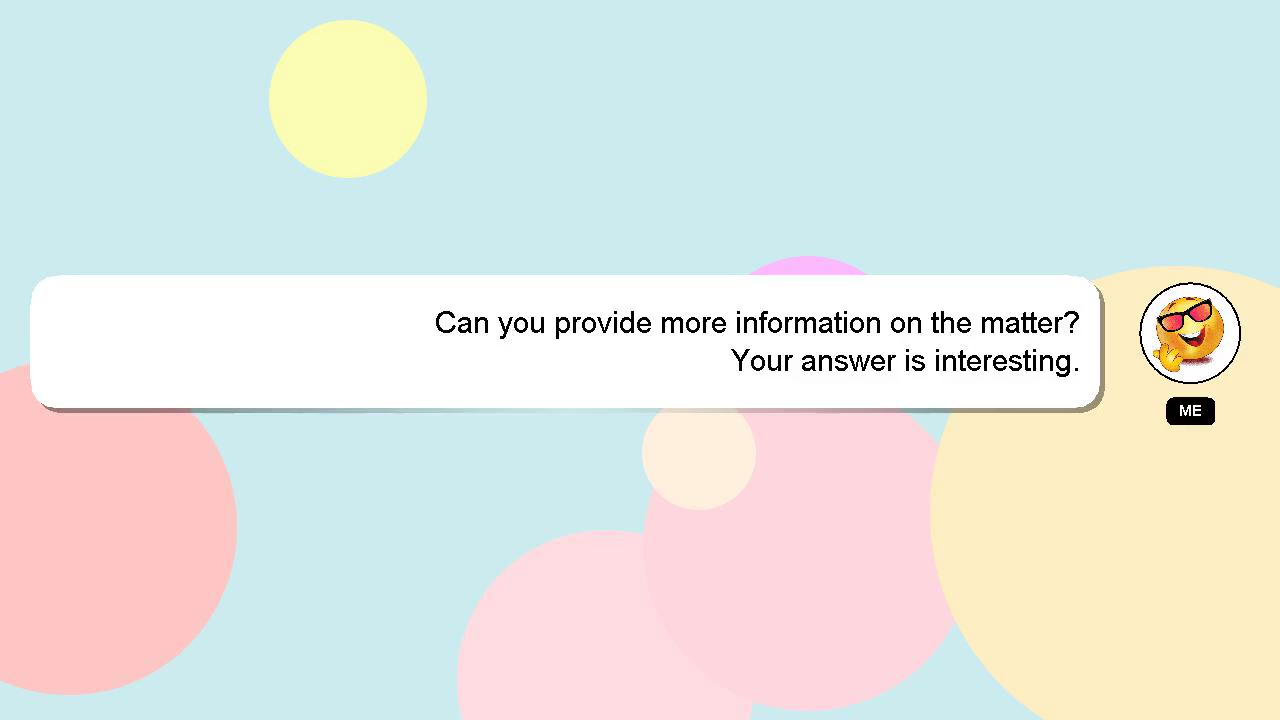 Can you provide more information on the matter?
Your answer is interesting.
ME